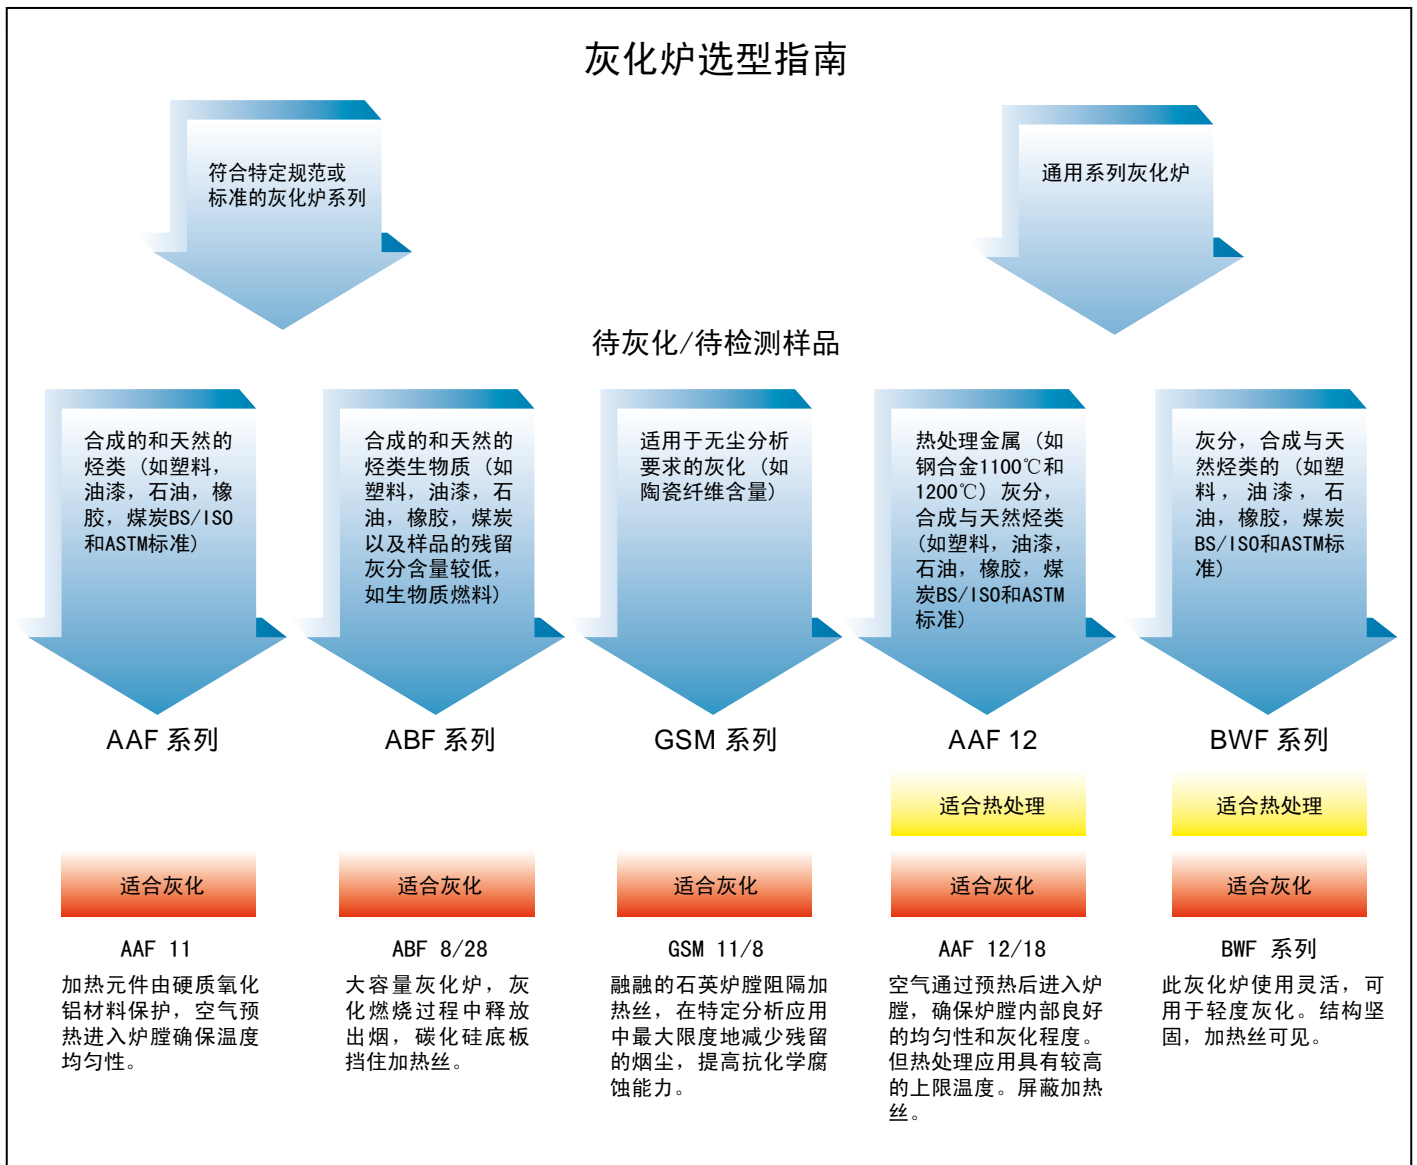 灰化炉选型指南
符合特定规范或
标准的灰化炉系列
通用系列灰化炉
待灰化/待检测样品
合成的和天然的
烃类（如塑料，
油漆，石油，橡
胶，煤炭BS/ISO
和ASTM标准）
合成的和天然的
烃类生物质（如
塑料，油漆，石
油，橡胶，煤炭
以及样品的残留
灰分含量较低，
如生物质燃料）
适用于无尘分析
要求的灰化（如
陶瓷纤维含量）
热处理金属（如
钢合金1100℃和
1200℃）灰分，
合成与天然烃类
（如塑料，油漆，
石油，橡胶，煤
炭BS/ISO和ASTM
标准）
灰分，合成与天
然烃类的（如塑
料，油漆，石
油，橡胶，煤炭
BS/ISO和ASTM标
准）
AAF 系列
ABF 系列
GSM 系列
AAF 12
BWF 系列
适合热处理
适合热处理
适合灰化
适合灰化
适合灰化
适合灰化
适合灰化
AAF 11
加热元件由硬质氧化
铝材料保护，空气预
热进入炉膛确保温度
均匀性。
ABF 8/28
大容量灰化炉，灰
化燃烧过程中释放
出烟，碳化硅底板
挡住加热丝。
GSM 11/8
融融的石英炉膛阻隔加
热丝，在特定分析应用
中最大限度地减少残留
的烟尘，提高抗化学腐
蚀能力。
AAF 12/18
空气通过预热后进入炉
膛，确保炉膛内部良好
的均匀性和灰化程度。
但热处理应用具有较高
的上限温度。屏蔽加热
丝。
BWF 系列
此灰化炉使用灵活，可
用于轻度灰化。结构坚
固，加热丝可见。